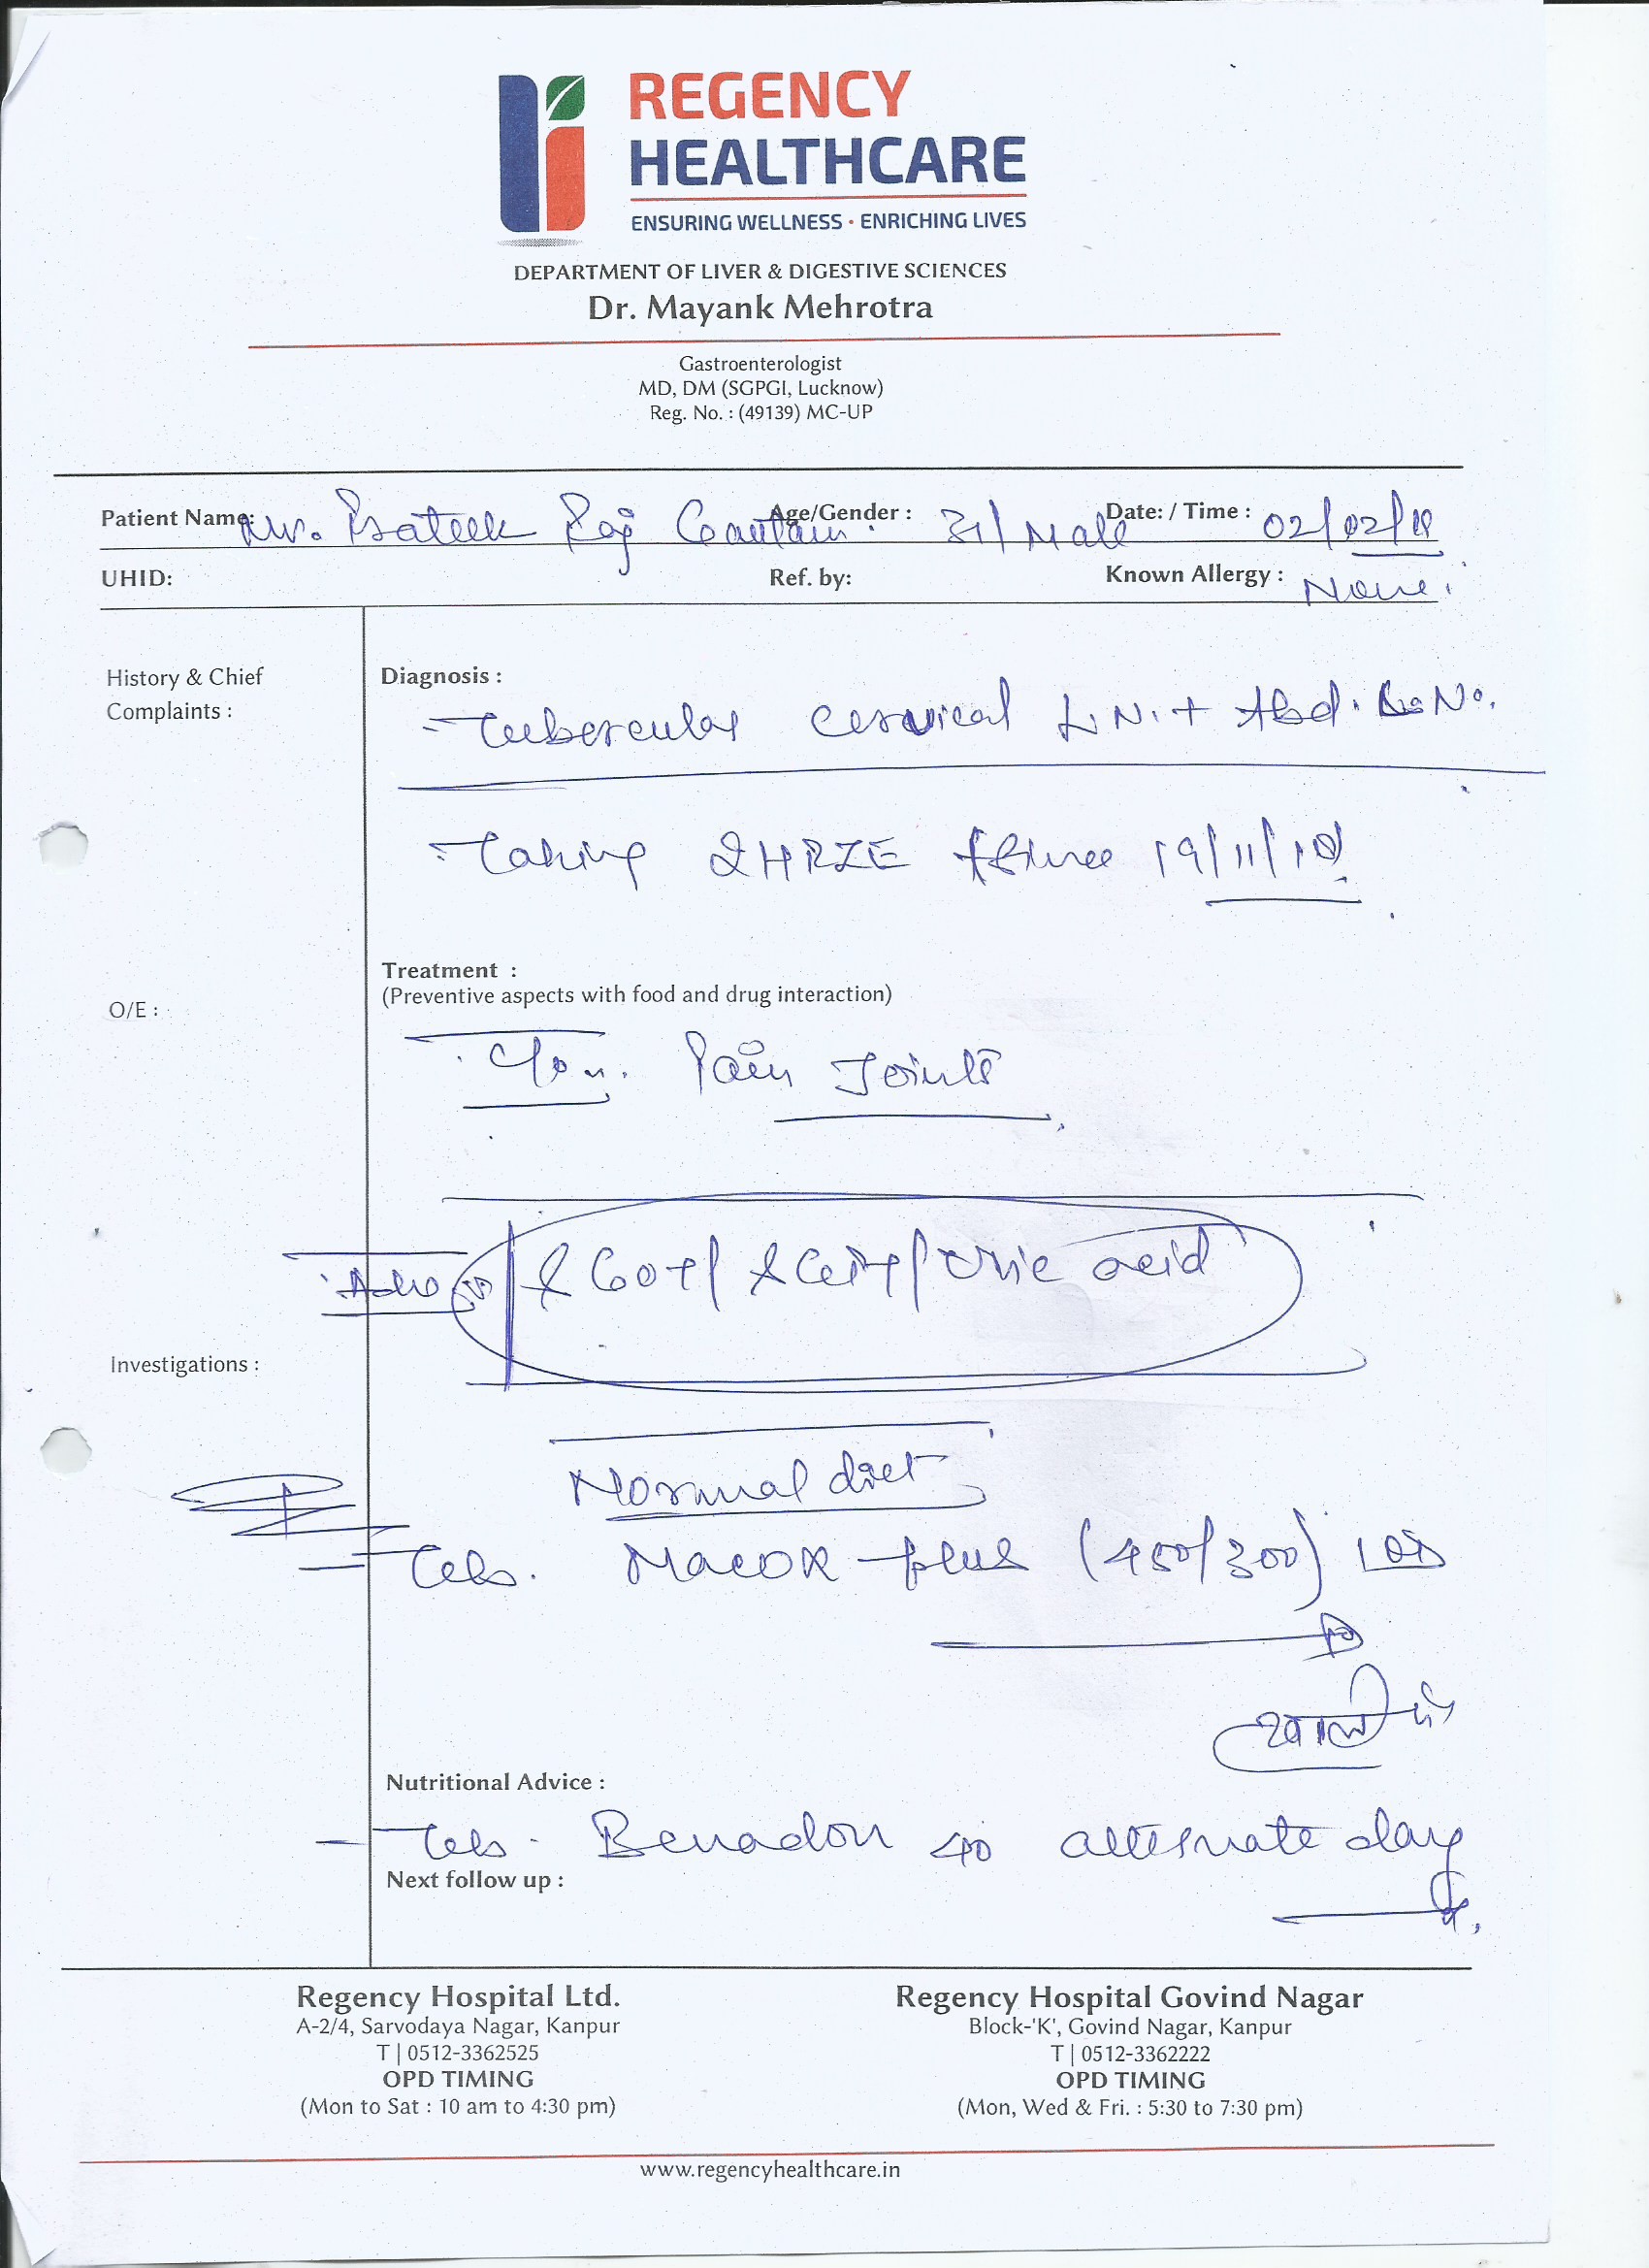 REGENCY
HEALTHCARE
ENSURING WELLNESS · ENRICHING LIVES
DEPARTMENT OF LIVER & DIGESTIVE SCIENCES
Dr. Mayank Mehrotra
Gastroenterologist
MD, DM (SGPGI, Lucknow)
Reg. No. : (49139) MC-UP
Patient Name: Mr. Prateek Raj Gautam. Age/Gender : 31/Male Date: / Time : 02/02/
UHID: Ref. by: Known Allergy : None.
History & Chief
Complaints :
Diagnosis :
- Tubercular Cervical L.N. + Abd. L.N.
- Taking 2HRZE since 19/11/18
Treatment :
(Preventive aspects with food and drug interaction)
O/E :
Pain Joints
SGOT/ SGPT/ Uric acid
Investigations :
Normal diet
- Tab. Macox-plus (450/300) 1 OD
खाली पेट
Nutritional Advice :
- Tab. Benadon 40 alternate day
Next follow up :
Regency Hospital Ltd.
A-2/4, Sarvodaya Nagar, Kanpur
T | 0512-3362525
OPD TIMING
(Mon to Sat : 10 am to 4:30 pm)
Regency Hospital Govind Nagar
Block-'K', Govind Nagar, Kanpur
T | 0512-3362222
OPD TIMING
(Mon, Wed & Fri. : 5:30 to 7:30 pm)
www.regencyhealthcare.in